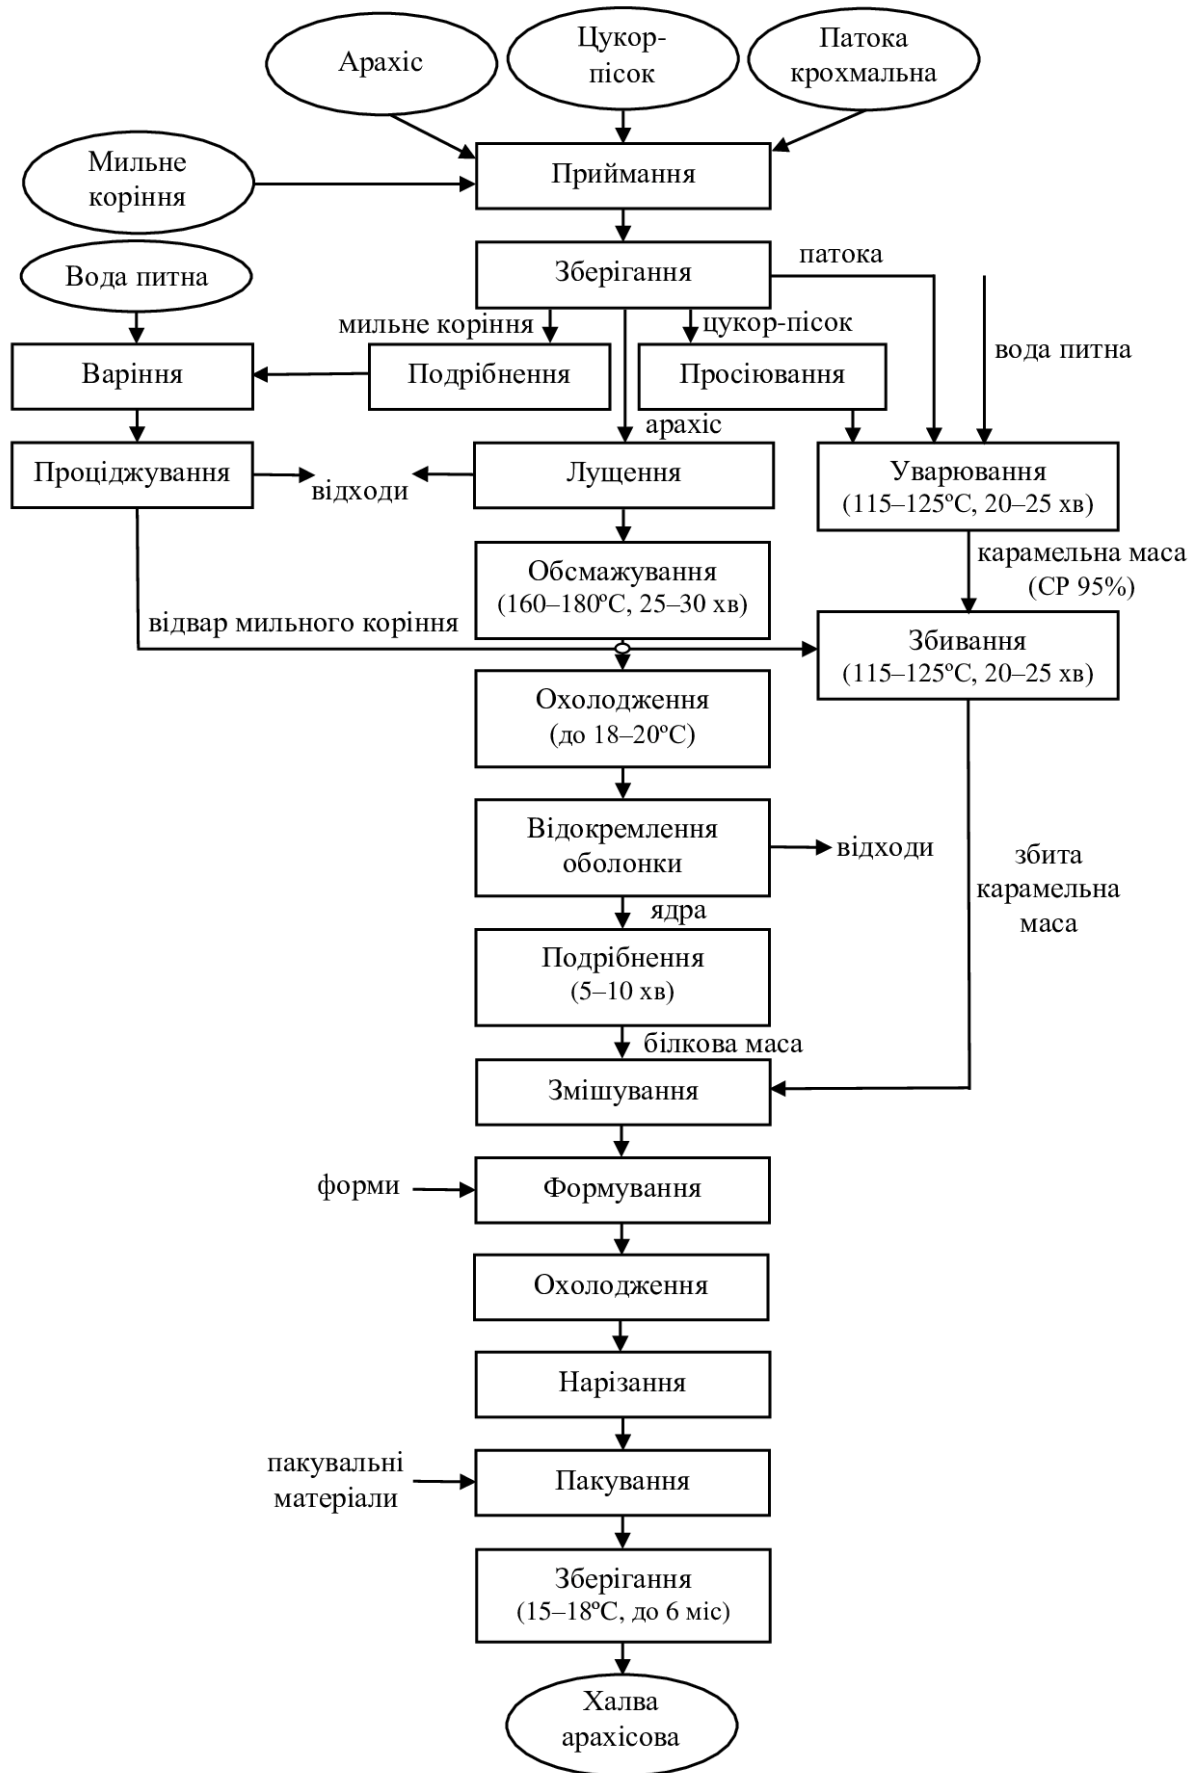 Арахіс
Цукор-
пісок
Патока
крохмальна
Мильне
коріння
Приймання
Вода питна
Зберігання
патока
мильне коріння
цукор-пісок
вода питна
Варіння
Подрібнення
Просіювання
арахіс
Проціджування
відходи
Лущення
Уварювання
(115–125ºС, 20–25 хв)
Обсмажування
(160–180ºС, 25–30 хв)
карамельна маса
(СР 95%)
відвар мильного коріння
Збивання
(115–125ºС, 20–25 хв)
Охолодження
(до 18–20ºС)
Відокремлення
оболонки
відходи
збита
карамельна
маса
ядра
Подрібнення
(5–10 хв)
білкова маса
Змішування
форми
Формування
Охолодження
Нарізання
пакувальні
матеріали
Пакування
Зберігання
(15–18ºС, до 6 міс)
Халва
арахісова